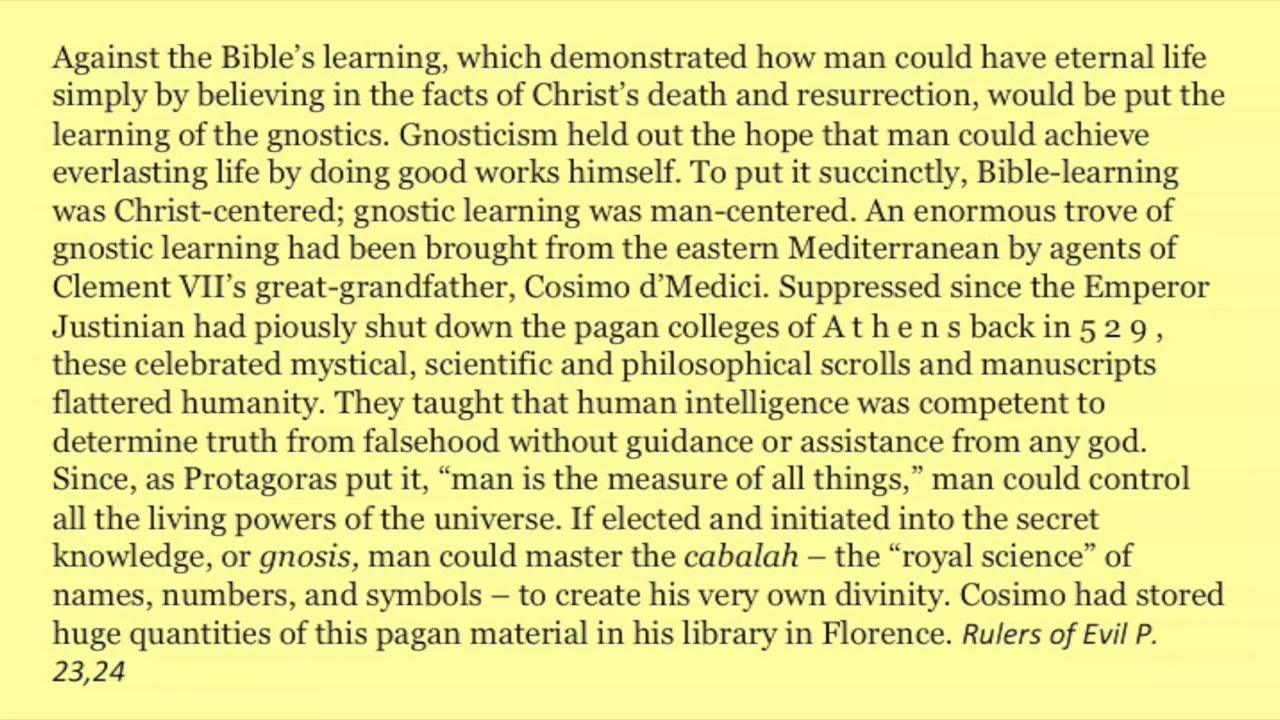 Against the Bible’s learning, which demonstrated how man could have eternal life
simply by believing in the facts of Christ’s death and resurrection, would be put the
learning of the gnostics. Gnosticism held out the hope that man could achieve
everlasting life by doing good works himself. To put it succinctly, Bible-learning
was Christ-centered; gnostic learning was man-centered. An enormous trove of
gnostic learning had been brought from the eastern Mediterranean by agents of
Clement VII’s great-grandfather, Cosimo d’Medici. Suppressed since the Emperor
Justinian had piously shut down the pagan colleges of A t h e n s back in 5 2 9 ,
these celebrated mystical, scientific and philosophical scrolls and manuscripts
flattered humanity. They taught that human intelligence was competent to
determine truth from falsehood without guidance or assistance from any god.
Since, as Protagoras put it, “man is the measure of all things,” man could control
all the living powers of the universe. If elected and initiated into the secret
knowledge, or gnosis, man could master the cabalah – the “royal science” of
names, numbers, and symbols – to create his very own divinity. Cosimo had stored
huge quantities of this pagan material in his library in Florence. Rulers of Evil P.
23,24